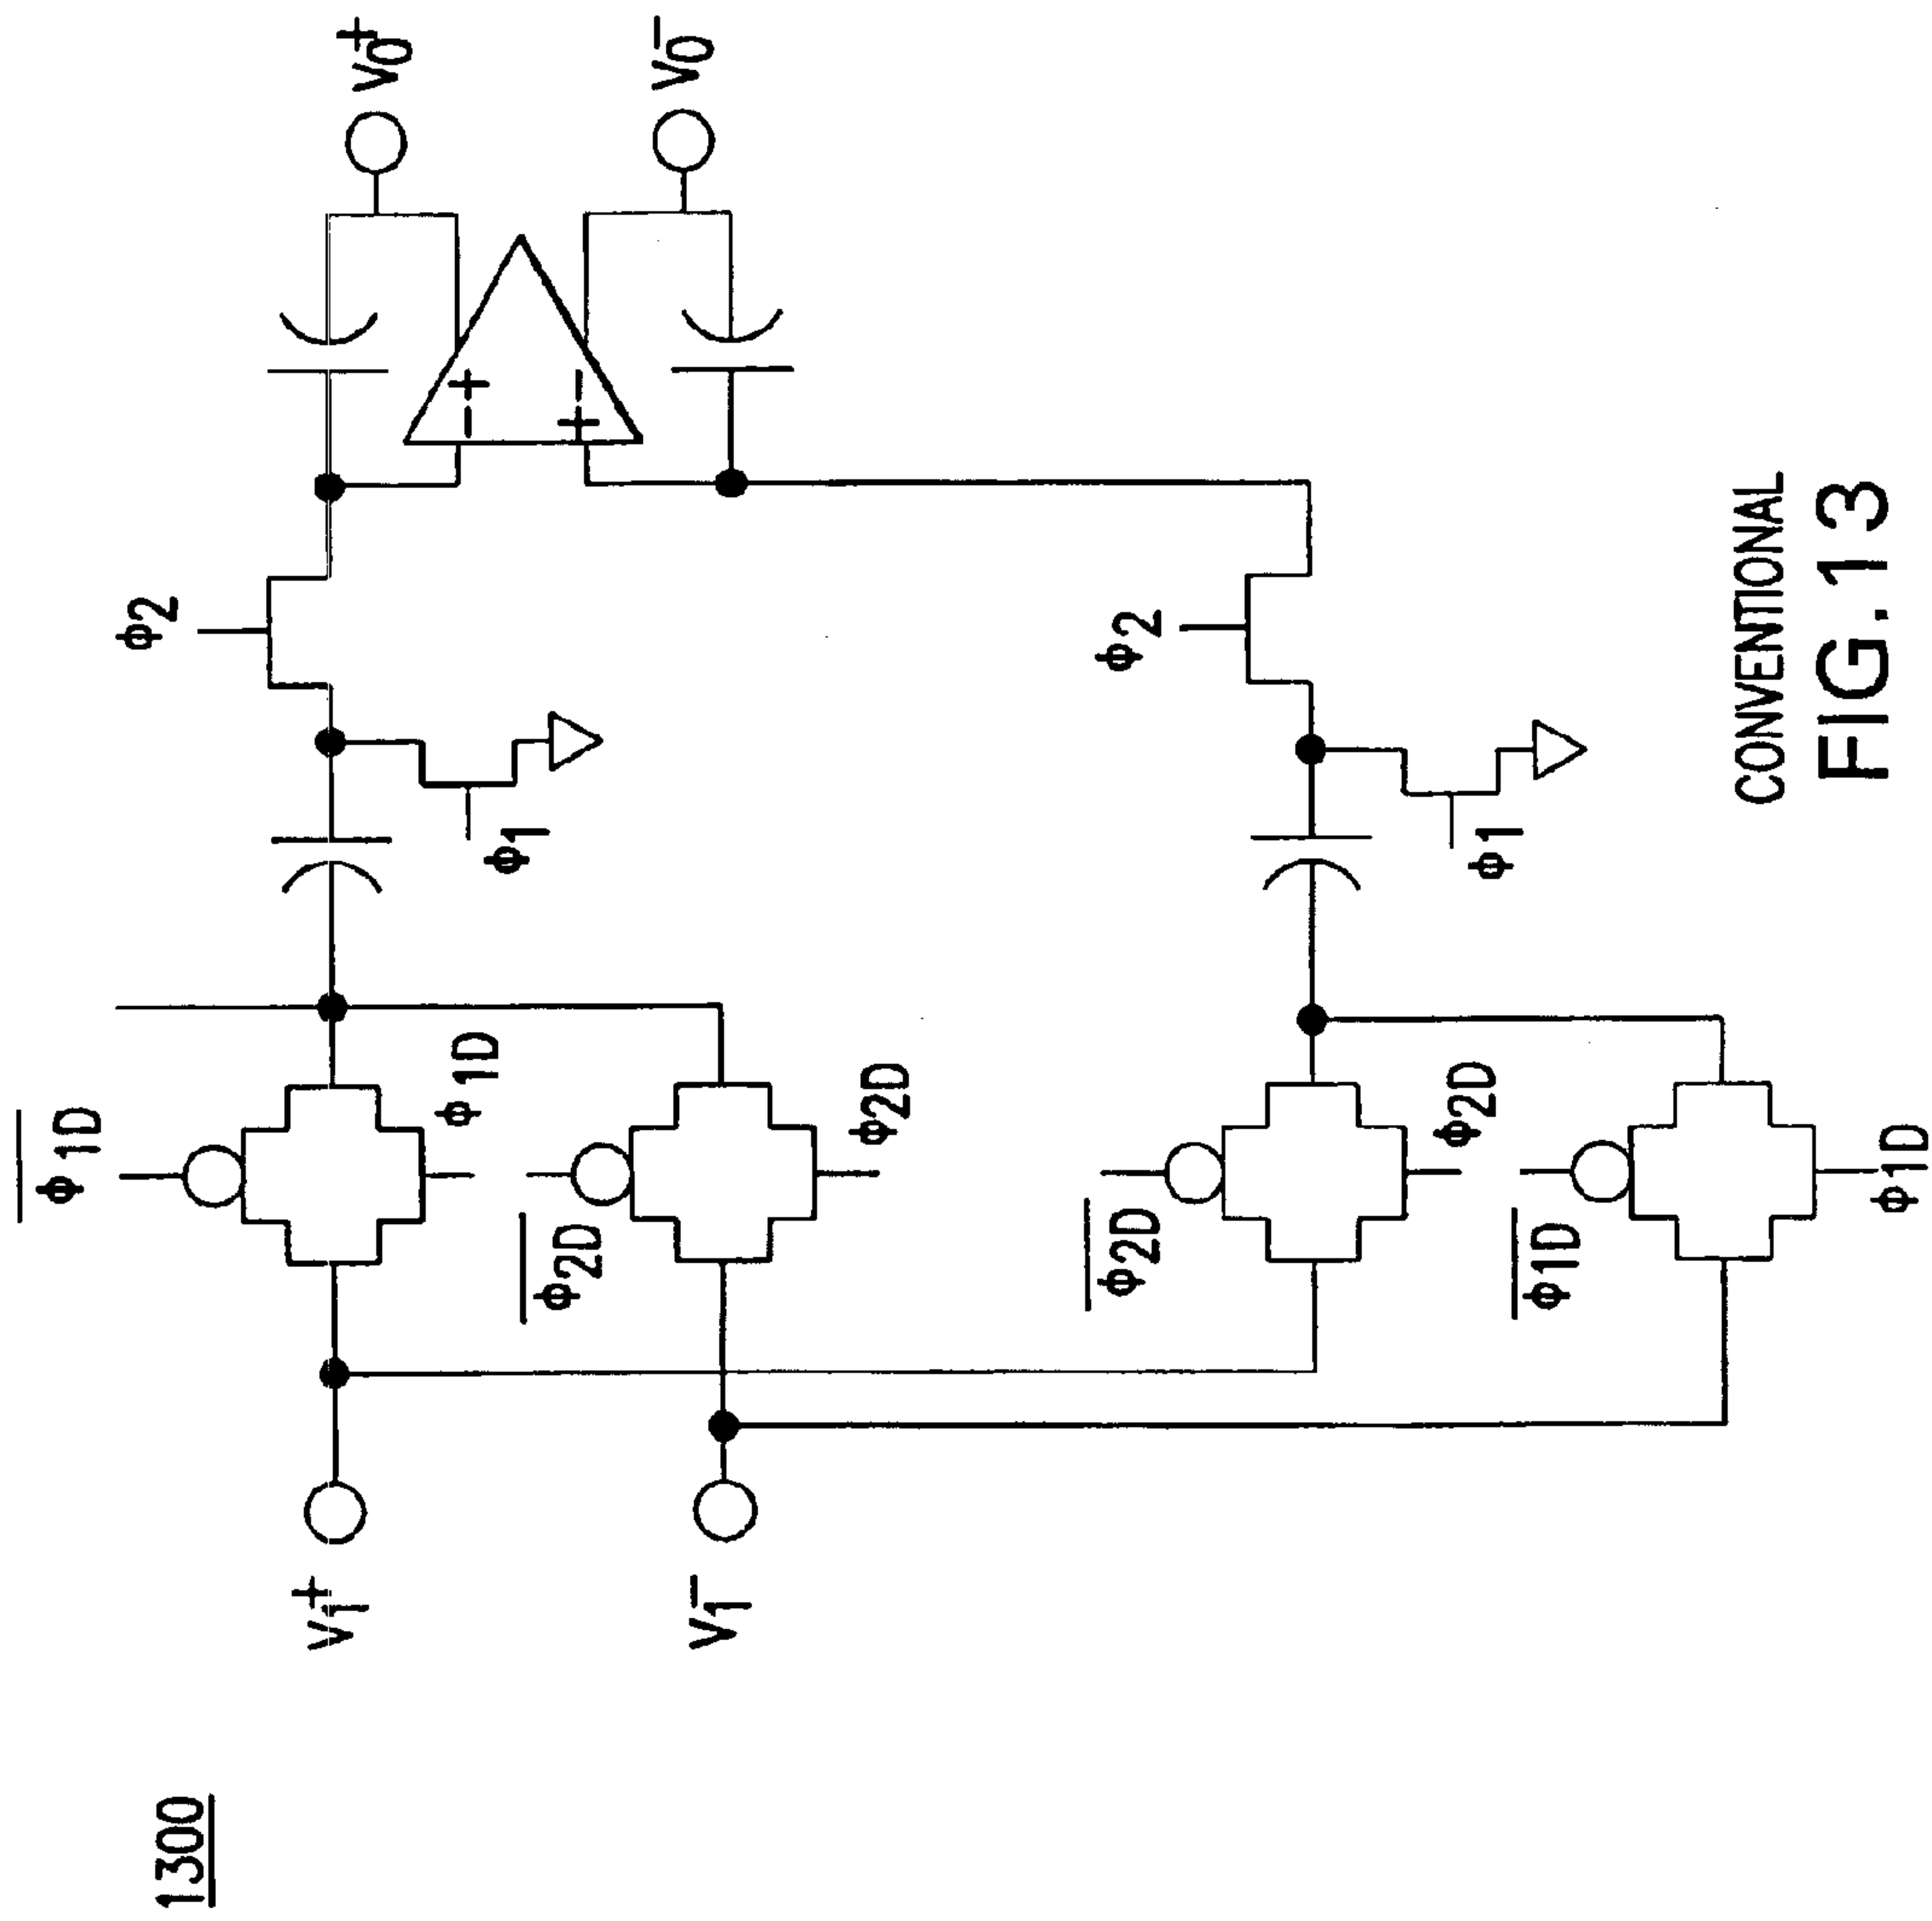 1300
V1+
V1-
φ1D
φ1D
φ2D
φ2D
φ2D
φ2D
φ1D
φ1D
φ1
φ1
φ2
φ2
- +
+ -
VO+
VO-
CONVENTIONAL
FIG.13